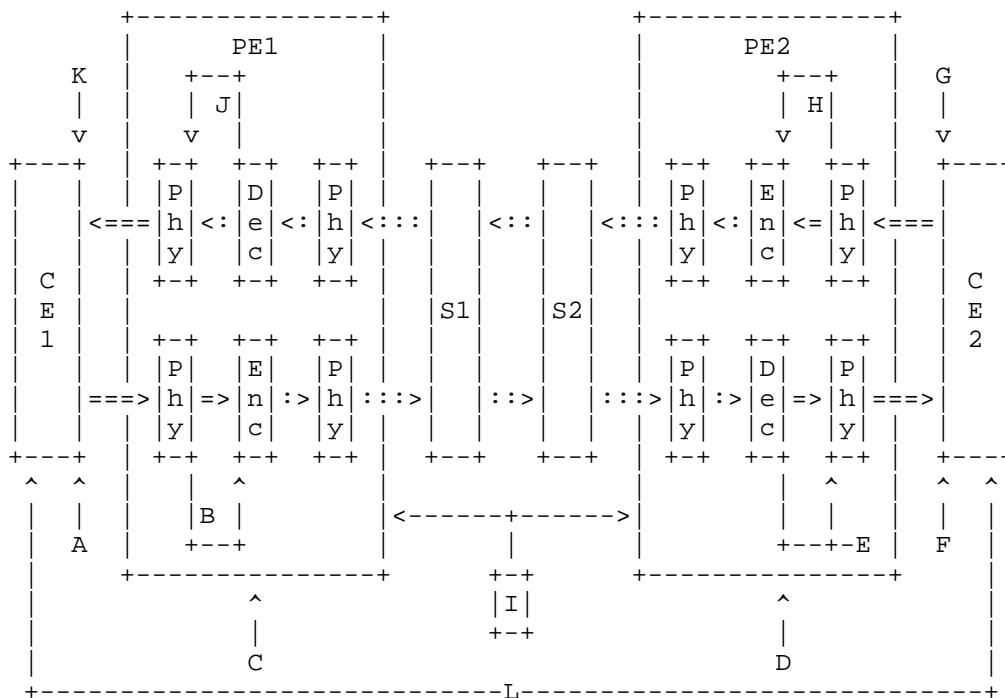 +---------------+               +---------------+
       |      PE1      |               |      PE2      |
    K  |   +--+        |               |        +--+   |  G
    |  |   | J|        |               |        | H|   |  |
    v  |   v  |        |               |        v  |   |  v
+---+  | +-+  +-+  +-+ |  +--+   +--+  | +-+  +-+  +-+ |  +----
|   |  | |P|  |D|  |P| |  |  |   |  |  | |P|  |E|  |P| |  |
|   |<===|h|<:|e|<:|h|<:::|  |<::|  |<:::|h|<:|n|<=|h|<===|
|   |  | |y|  |c|  |y| |  |  |   |  |  | |y|  |c|  |y| |  |
| C |  | +-+  +-+  +-+ |  |  |   |  |  | +-+  +-+  +-+ |  | C
| E |  |               |  |S1|   |S2|  |               |  | E
| 1 |  | +-+  +-+  +-+ |  |  |   |  |  | +-+  +-+  +-+ |  | 2
|   |  | |P|  |E|  |P| |  |  |   |  |  | |P|  |D|  |P| |  |
|   |===>|h|=>|n|:>|h|:::>|  |::>|  |:::>|h|:>|e|=>|h|===>|
|   |  | |y|  |c|  |y| |  |  |   |  |  | |y|  |c|  |y| |  |
+---+  | +-+  +-+  +-+ |  +--+   +--+  | +-+  +-+  +-+ |  +----
 ^  ^  |   |  ^        |               |        |  ^   |  ^  ^
 |  |  |   |B |        |<------+------>|        |  |   |  |  |
 |  A  |   +--+        |       |       |        +--+-E |  F  |
 |     +---------------+      +-+      +---------------+     |
 |             ^              |I|               ^            |
 |             |              +-+               |            |
 |             C                                D            |
 +-----------------------------L-----------------------------+